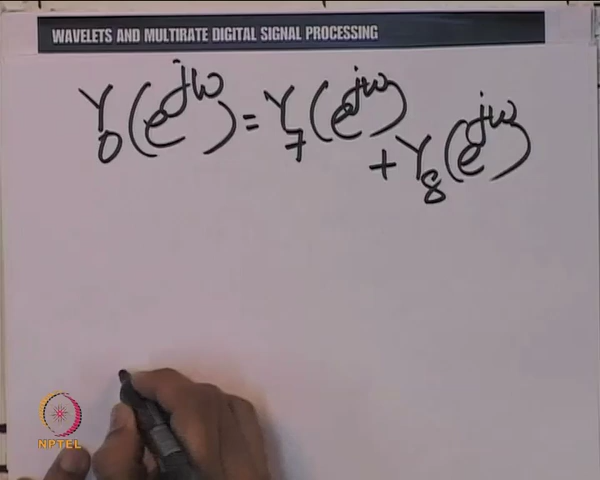 WAVELETS AND MULTIRATE DIGITAL SIGNAL PROCESSING
Y₀(e^{jω}) = Y₇(e^{jω})
+ Y₈(e^{jω})
NPTEL